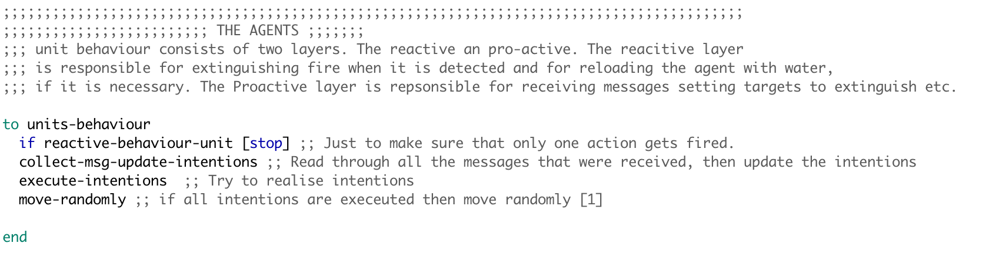 ;;;;;;;;;;;;;;;;;;;;;;;;;;;;;;;;;;;;;;;;;;;;;;;;;;;;;;;;;;;;;;;;;;;;;;;;;;;;;;;;;;;;;;;;;;
;;;;;;;;;;;;;;;;;;;;;;;;; THE AGENTS ;;;;;;;
;;; unit behaviour consists of two layers. The reactive an pro-active. The reacitive layer
;;; is responsible for extinguishing fire when it is detected and for reloading the agent with water,
;;; if it is necessary. The Proactive layer is repsonsible for receiving messages setting targets to extinguish etc.
to units-behaviour
  if reactive-behaviour-unit [stop] ;; Just to make sure that only one action gets fired.
  collect-msg-update-intentions ;; Read through all the messages that were received, then update the intentions
  execute-intentions  ;; Try to realise intentions
  move-randomly ;; if all intentions are execeuted then move randomly [1]
end